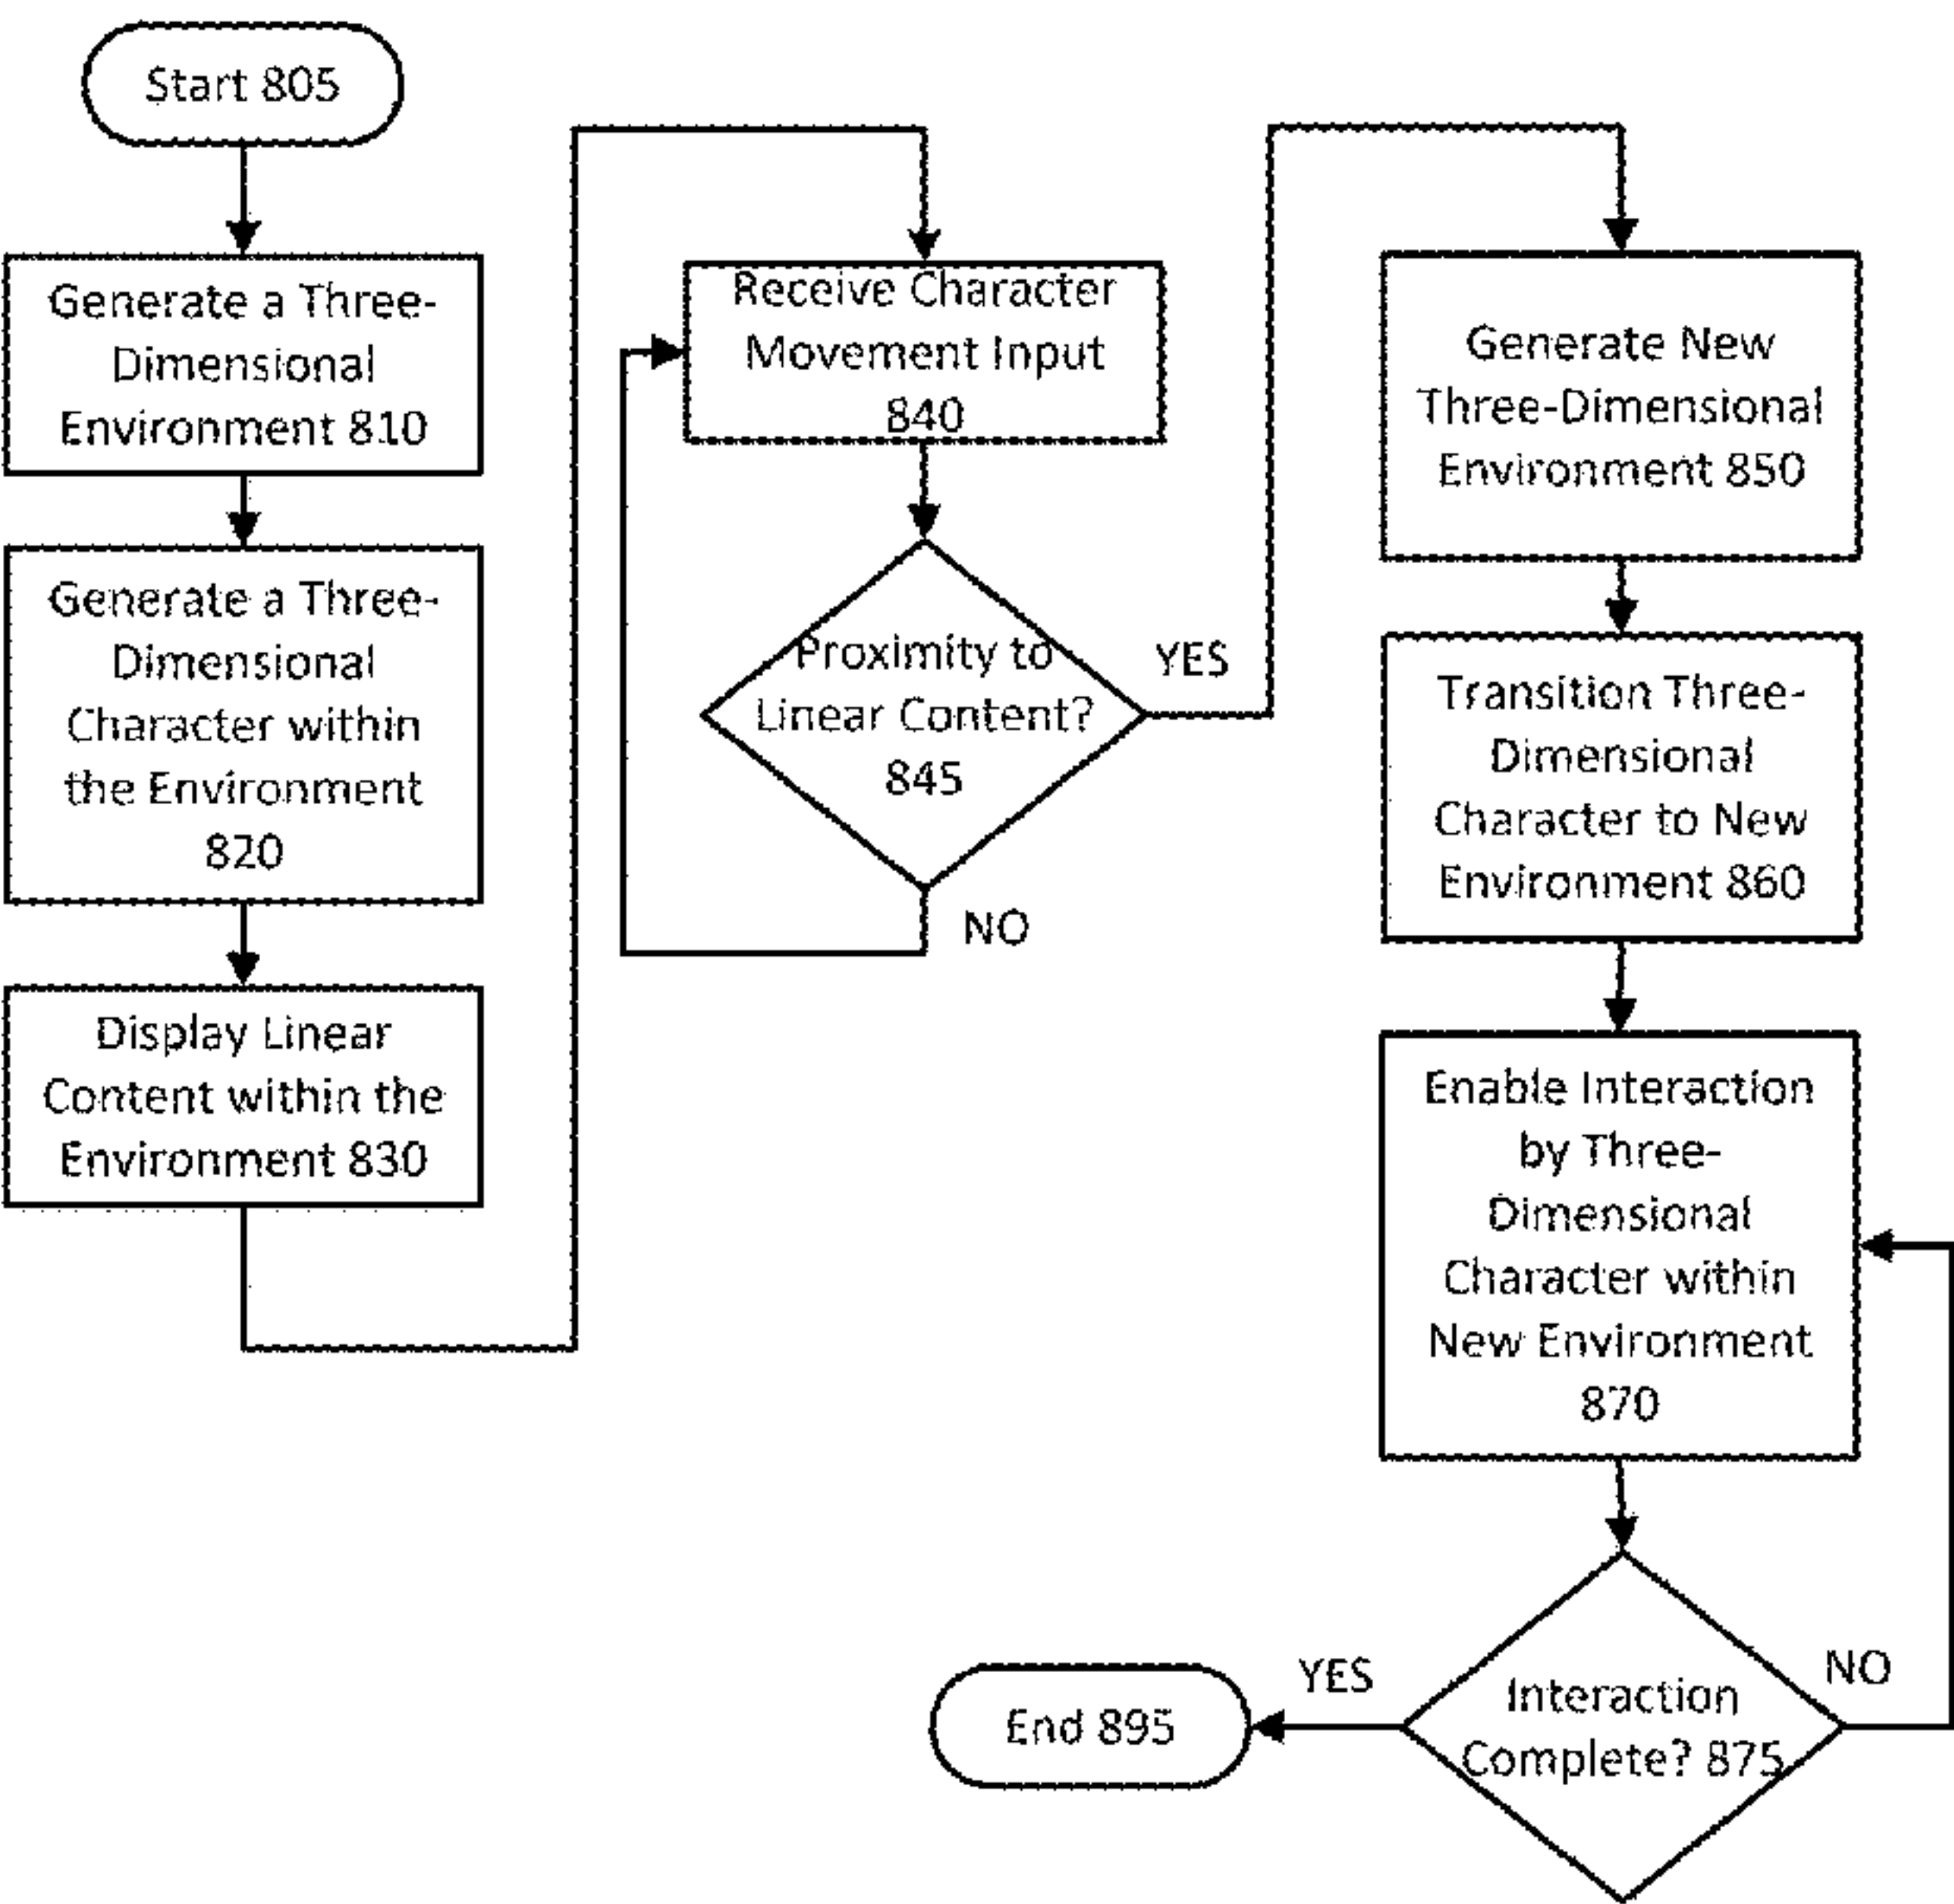 Start 805
Generate a Three-
Dimensional
Environment 810
Generate a Three-
Dimensional
Character within
the Environment
820
Display Linear
Content within the
Environment 830
Receive Character
Movement Input
840
Proximity to
Linear Content?
845
YES
NO
Generate New
Three-Dimensional
Environment 850
Transition Three-
Dimensional
Character to New
Environment 860
Enable Interaction
by Three-
Dimensional
Character within
New Environment
870
Interaction
Complete? 875
NO
YES
End 895